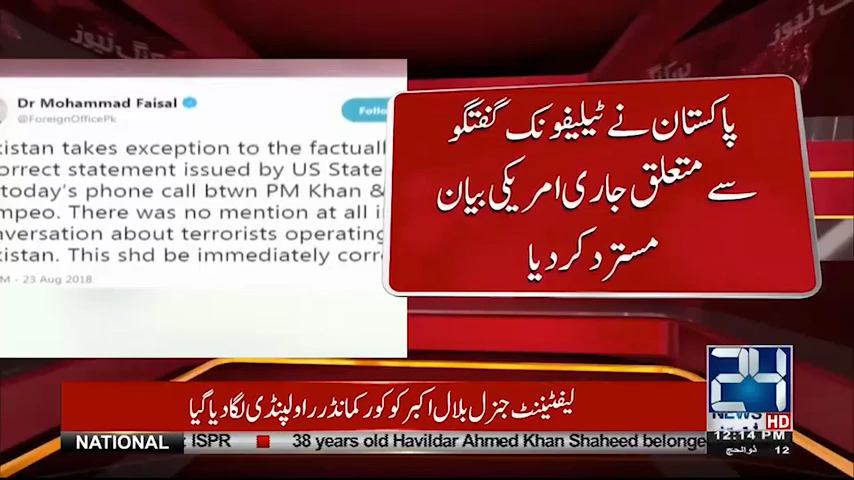 Dr Mohammad Faisal
@ForeignOfficePk
Follo
kistan takes exception to the factuall
orrect statement issued by US State
today's phone call btwn PM Khan &
mpeo. There was no mention at all i
nversation about terrorists operating
kistan. This shd be immediately corre
M - 23 Aug 2018
پاکستان نے ٹیلیفونک گفتگو
سے متعلق جاری امریکی بیان
مسترد کر دیا
لیفٹیننٹ جنرل بلال اکبر کو کور کمانڈر راولپنڈی لگا دیا گیا
24
NEWS HD
12:14 PM
12 ذوالحج
NATIONAL ISPR 38 years old Havildar Ahmed Khan Shaheed belonge